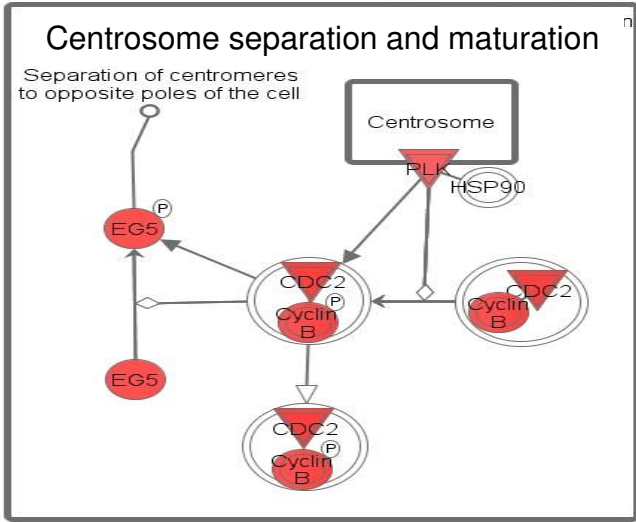 n
Centrosome separation and maturation
Separation of centromeres
to opposite poles of the cell
Centrosome
PLK
HSP90
P
EG5
CDC2
P
Cyclin
B
CDC2
Cyclin
B
EG5
CDC2
P
Cyclin
B